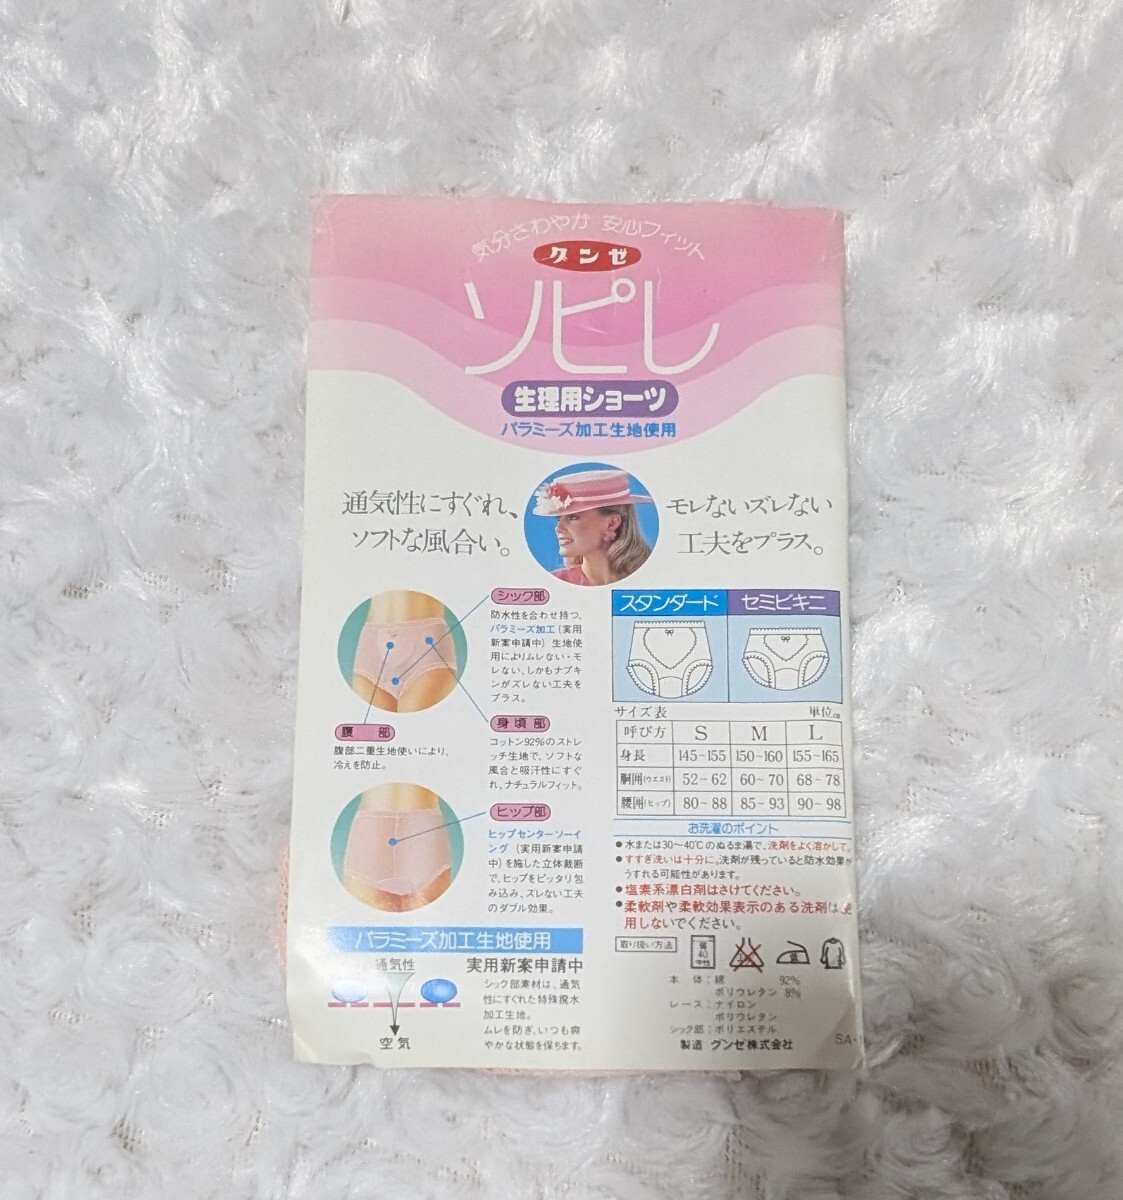 気分さわやか 安心フィット
グンゼ
ソピレ
生理用ショーツ
パラミーズ加工生地使用
通気性にすぐれ、
ソフトな風合い。
モレないズレない
工夫をプラス。
シック部
防水性を合わせ持つ、
パラミーズ加工(実用
新案申請中)生地使
用によりムレない・モ
レない、しかもナプキ
ンがズレない工夫を
プラス。
腹部
腹部二重生地使いにより、
冷えを防止。
身頃部
コットン92%のストレ
ッチ生地で、ソフトな
風合と吸汗性にすぐ
れ、ナチュラルフィット。
ヒップ部
ヒップセンターソーイ
ング(実用新案申請
中)を施した立体裁断
で、ヒップをピッタリ包
み込み、ズレない工夫
のダブル効果。
パラミーズ加工生地使用
通気性
空気
実用新案申請中
シック部素材は、通気
性にすぐれた特殊撥水
加工生地。
ムレを防ぎ、いつも爽
やかな状態を保ちます。
スタンダード セミビキニ
サイズ表 単位cm
呼び方 S M L
身長 145~155 150~160 155~165
胴囲(ウエスト) 52~62 60~70 68~78
腰囲(ヒップ) 80~88 85~93 90~98
お洗濯のポイント
●水または30~40℃のぬるま湯で、洗剤をよく溶かして。
●すすぎ洗いは十分に。洗剤が残っていると防水効果が
うすれる可能性があります。
●塩素系漂白剤はさけてください。
●柔軟剤や柔軟効果表示のある洗剤は使
用しないでください。
取り扱い方法
弱
40
中性
本体:綿 92%
ポリウレタン 8%
レース:ナイロン
ポリウレタン
シック部:ポリエステル
製造 グンゼ株式会社
SA-